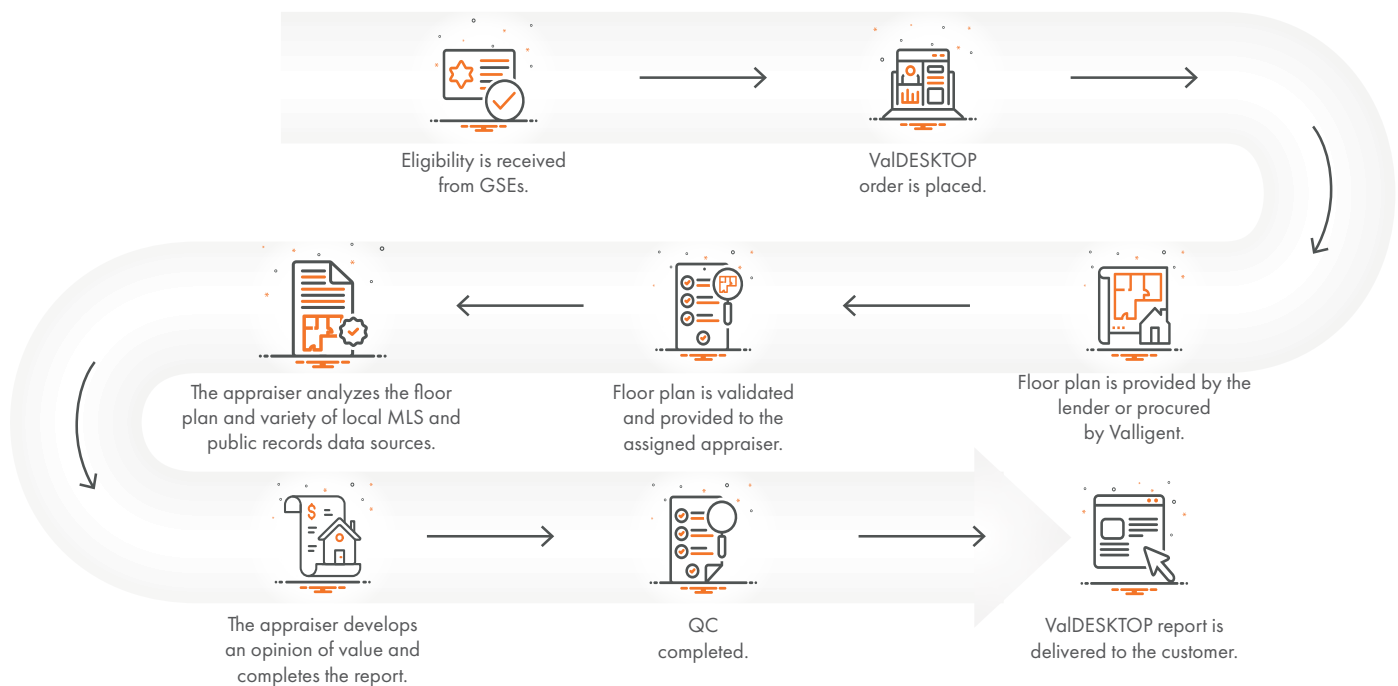 Eligibility is received
from GSEs.
ValDESKTOP
order is placed.
Floor plan is provided by the
lender or procured
by Valligent.
Floor plan is validated
and provided to the
assigned appraiser.
The appraiser analyzes the floor
plan and variety of local MLS and
public records data sources.
$
The appraiser develops
an opinion of value and
completes the report.
QC
completed.
ValDESKTOP report is
delivered to the customer.